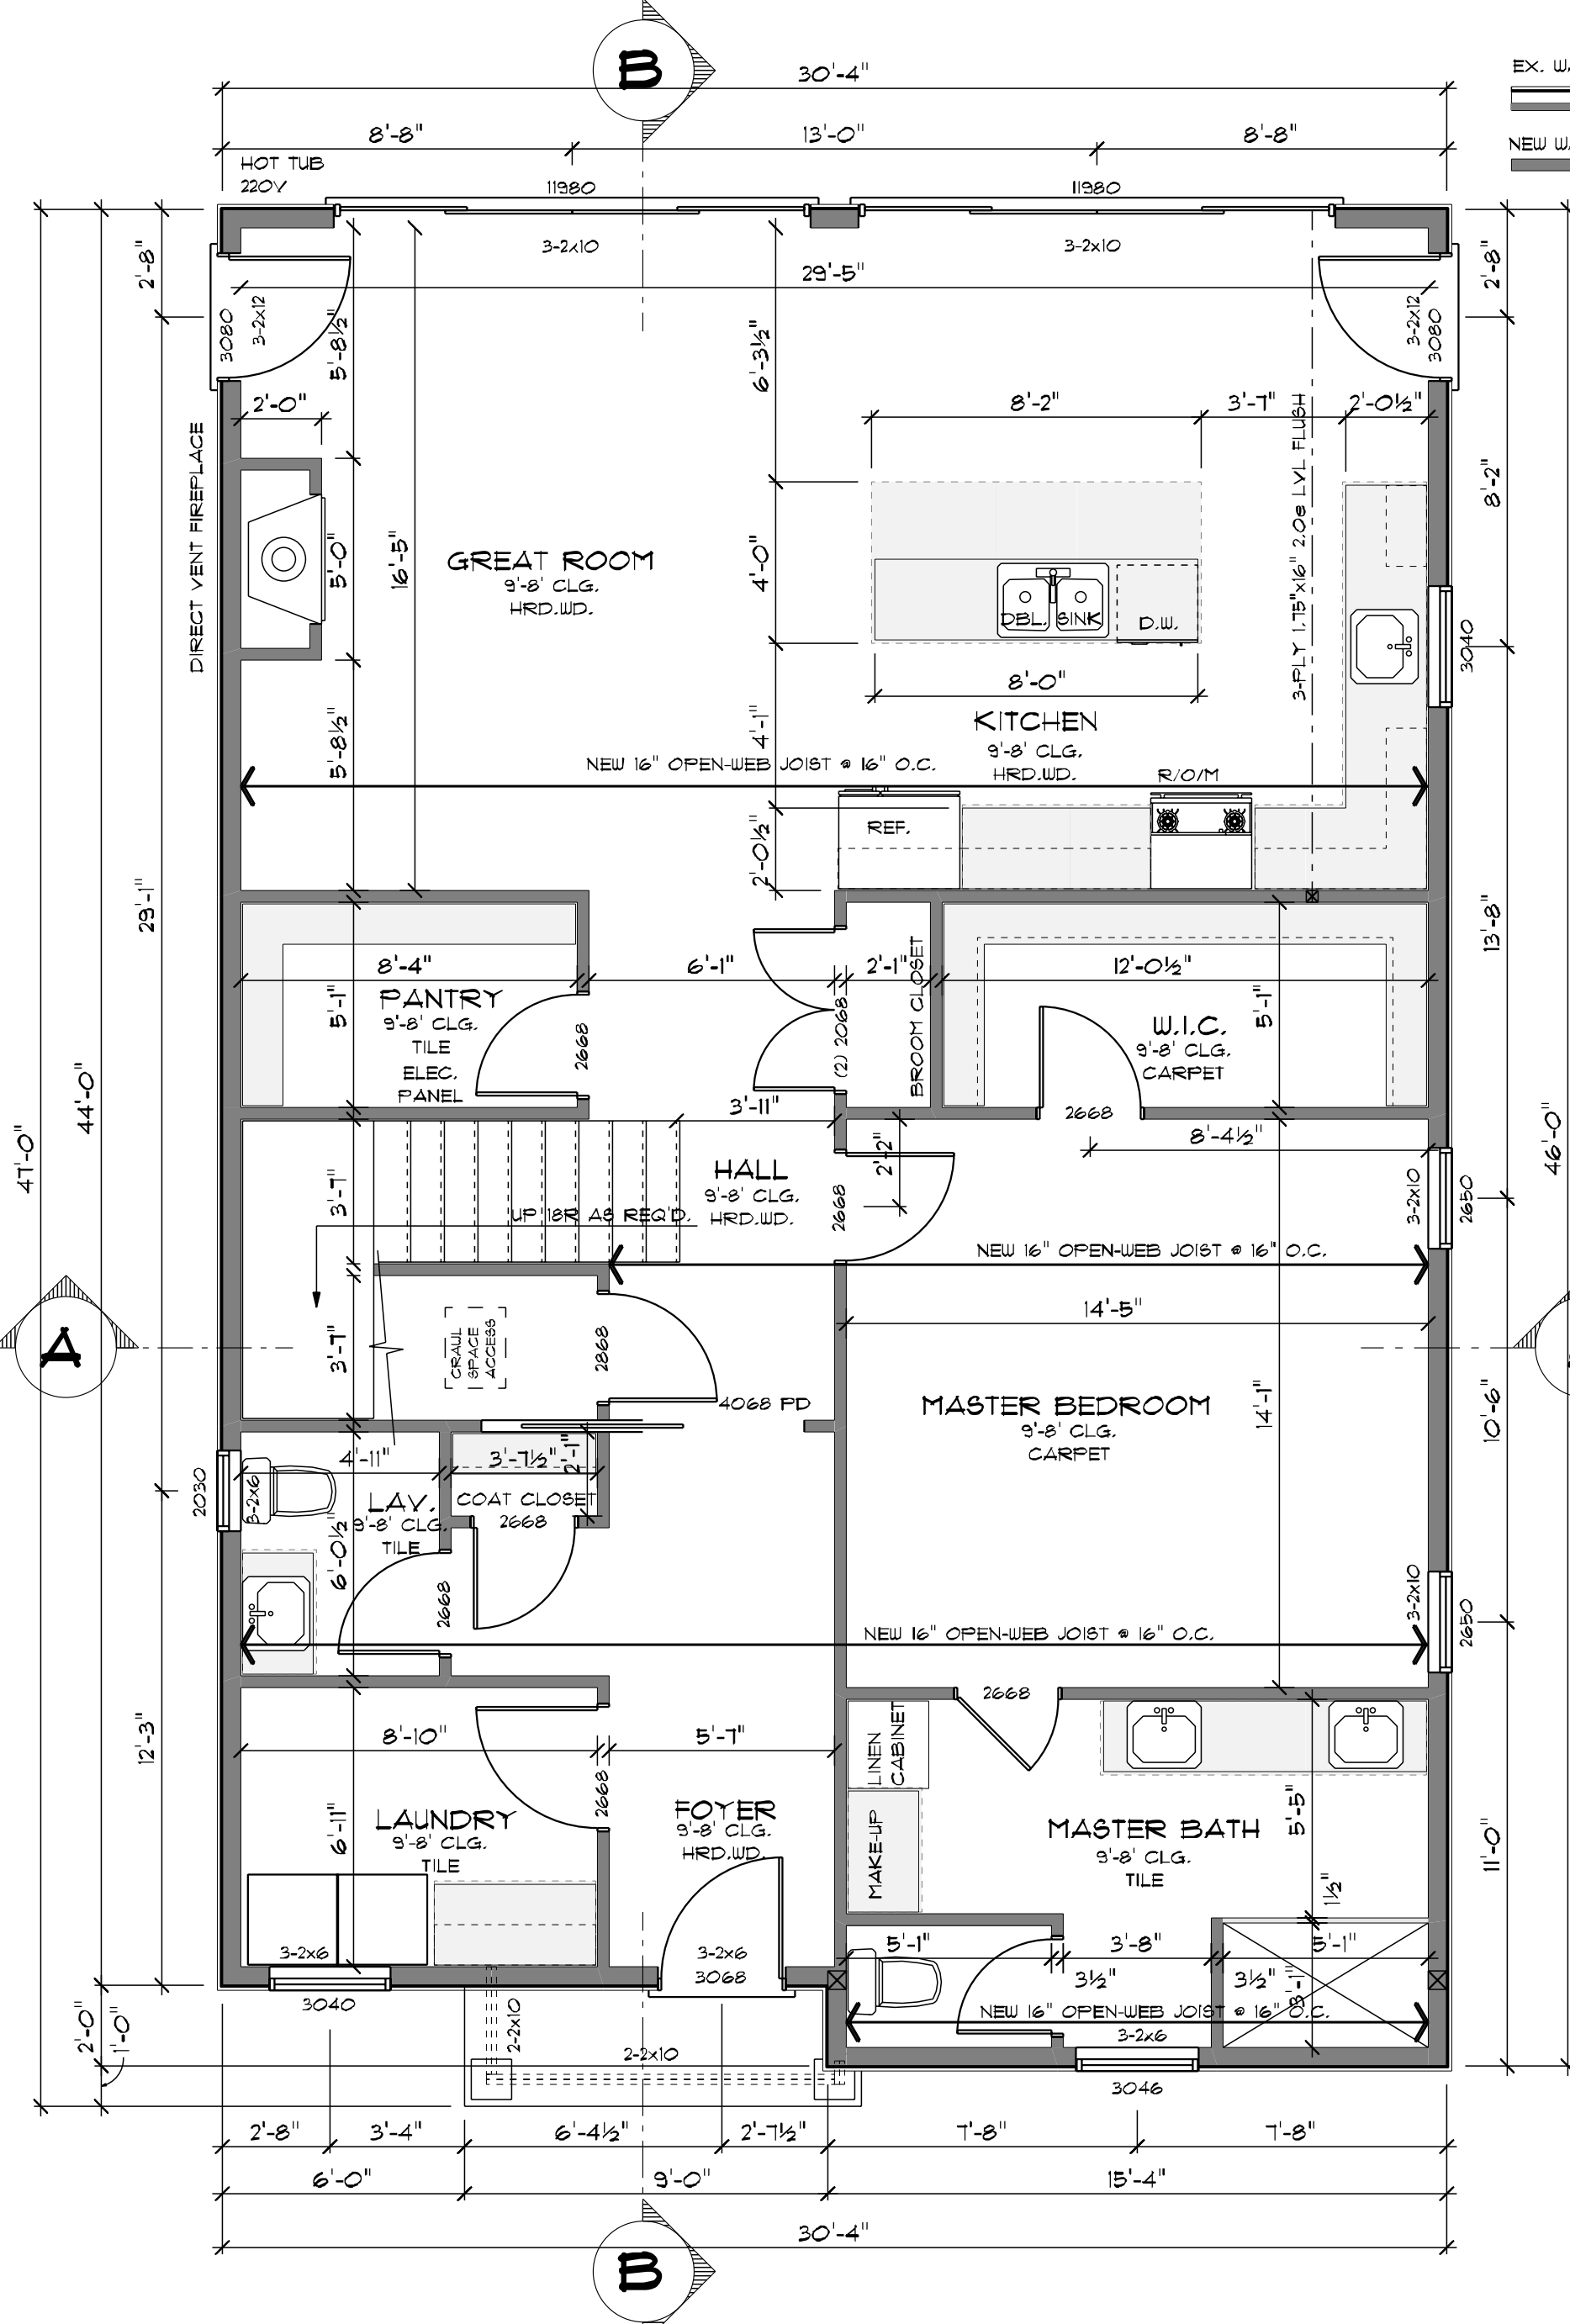 B
30'-4"
EX. W
8'-8"
13'-0"
8'-8"
NEW W
HOT TUB
220V
11980
11980
3-2x10
3-2x10
29'-5"
2'-8"
3080
3-2x12
5'-8½"
6'-3½"
3-2x12
3080
2'-8"
2'-0"
8'-2"
3'-7"
2'-0½"
DIRECT VENT FIREPLACE
5'-0"
16'-5"
GREAT ROOM
9'-8' CLG.
HRD.WD.
4'-0"
DBL. SINK
D.W.
3-PLY 1.75"x16" 2.0e LVL FLUSH
8'-2"
3040
8'-0"
5'-8½"
4'-1"
KITCHEN
9'-8' CLG.
HRD.WD.
NEW 16" OPEN-WEB JOIST @ 16" O.C.
R/O/M
REF.
2'-0½"
29'-1"
13'-8"
8'-4"
6'-1"
2'-1"
12'-0½"
5'-1"
PANTRY
9'-8' CLG.
TILE
ELEC.
PANEL
2668
(2) 2068
BROOM CLOSET
W.I.C.
9'-8' CLG.
CARPET
5'-1"
44'-0"
47'-0"
46'-0"
3'-11"
2668
8'-4½"
2'-2"
3'-7"
HALL
9'-8' CLG.
HRD.WD.
UP 18R AS REQ'D.
2668
3-2x10
2650
NEW 16" OPEN-WEB JOIST @ 16" O.C.
14'-5"
A
3'-7"
CRAWL
SPACE
ACCESS
2868
4068 PD
MASTER BEDROOM
9'-8' CLG.
CARPET
14'-1"
10'-6"
4'-11"
3'-7½"
2'-1"
2030
3-2x6
LAV.
9'-8' CLG.
TILE
COAT CLOSET
2668
6'-0½"
2668
3-2x10
2650
NEW 16" OPEN-WEB JOIST @ 16" O.C.
12'-3"
2668
8'-10"
5'-7"
LINEN
CABINET
2668
6'-11"
LAUNDRY
9'-8' CLG.
TILE
FOYER
9'-8' CLG.
HRD.WD.
MAKE-UP
MASTER BATH
9'-8' CLG.
TILE
5'-5"
11'-0"
1½"
3-2x6
3040
3-2x6
3068
5'-1"
3'-8"
5'-1"
3½"
3½"
3'-1"
NEW 16" OPEN-WEB JOIST @ 16" O.C.
3-2x6
3046
2'-0"
1'-0"
2-2x10
2-2x10
2'-8"
3'-4"
6'-4½"
2'-7½"
7'-8"
7'-8"
6'-0"
9'-0"
15'-4"
30'-4"
B